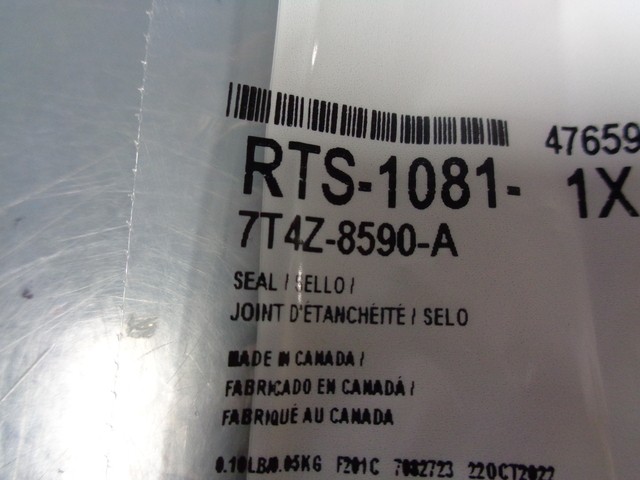 47659
RTS-1081- 1X
7T4Z-8590-A
SEAL / SELLO /
JOINT D'ÉTANCHÉITÉ / SELO
MADE IN CANADA /
FABRICADO EN CANADÁ /
FABRIQUÉ AU CANADA
0.10LB/0.05KG F201C 7082723 22OCT2022